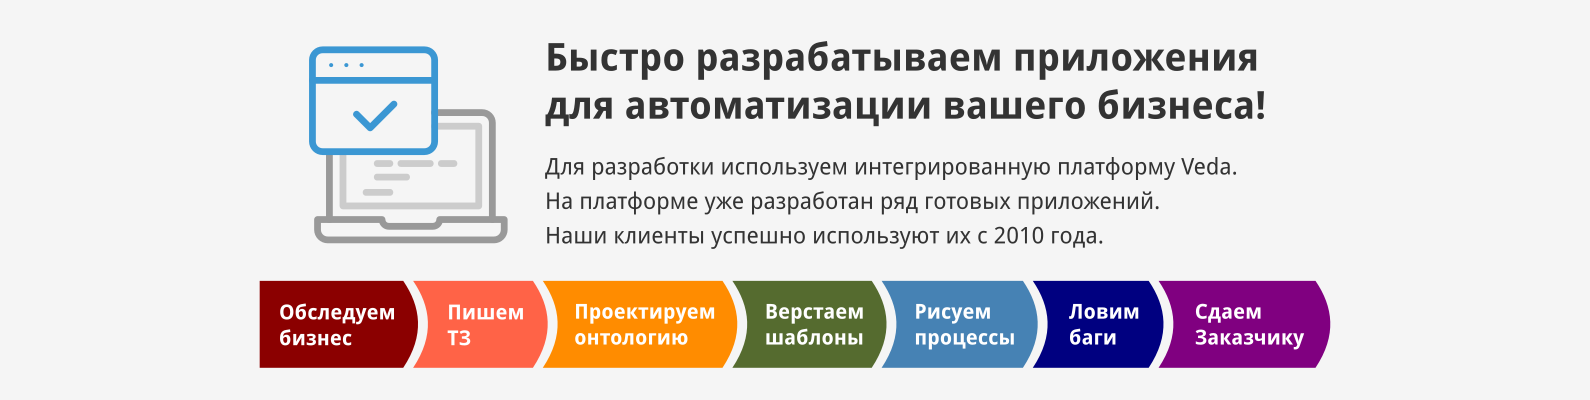 Быстро разрабатываем приложения
для автоматизации вашего бизнеса!
Для разработки используем интегрированную платформу Veda.
На платформе уже разработан ряд готовых приложений.
Наши клиенты успешно используют их с 2010 года.
Обследуем
бизнес
Пишем
ТЗ
Проектируем
онтологию
Верстаем
шаблоны
Рисуем
процессы
Ловим
баги
Сдаем
Заказчику